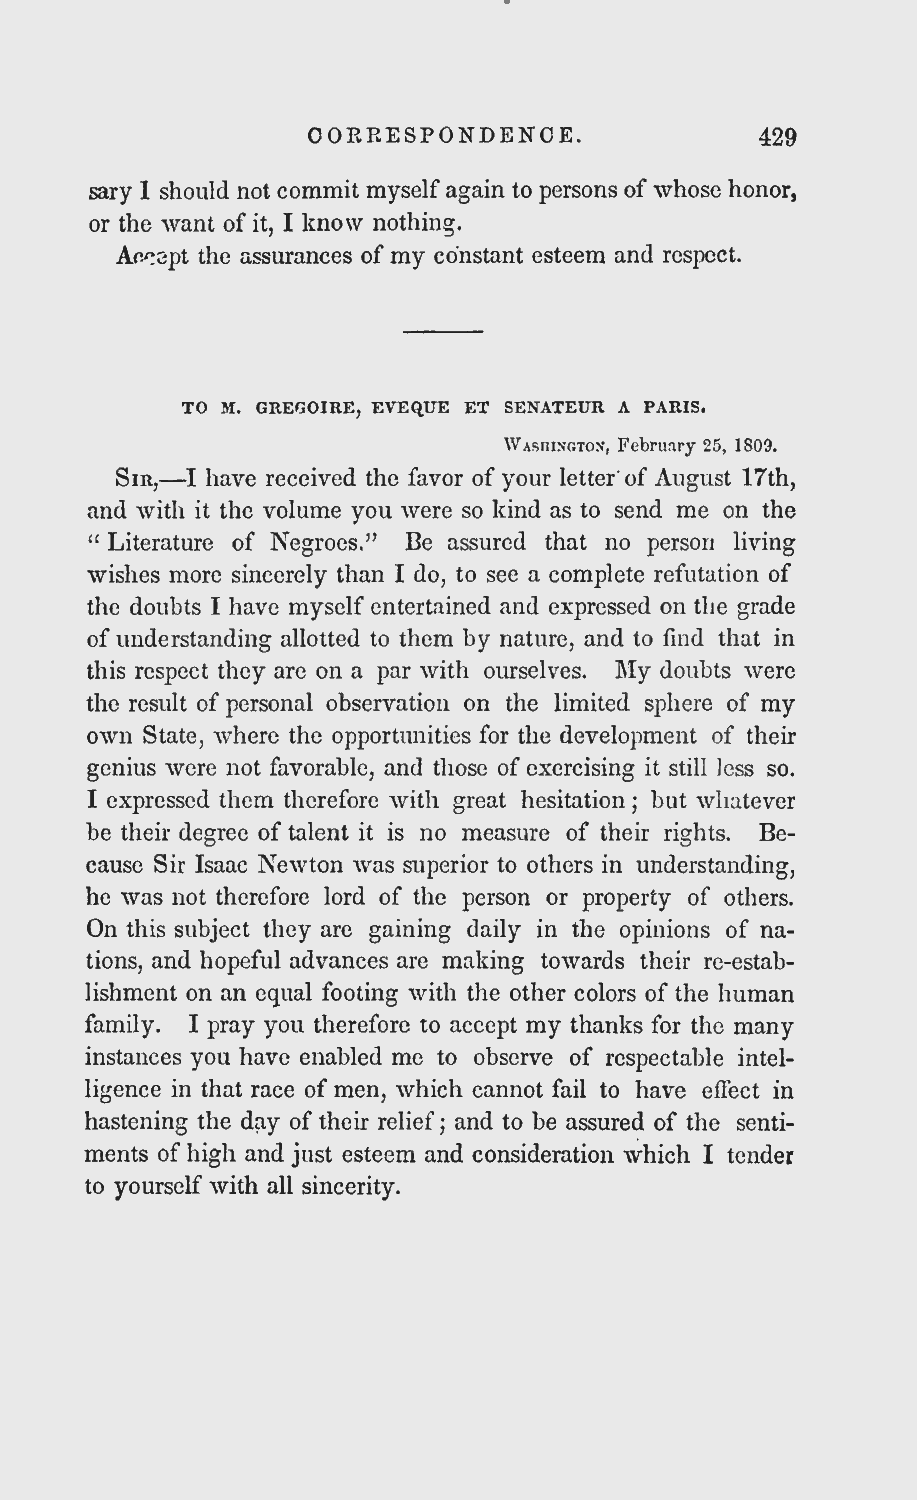 CORRESPONDENCE. 429
sary I should not commit myself again to persons of whose honor,
or the want of it, I know nothing.
Accept the assurances of my constant esteem and respect.
TO M. GREGOIRE, EVEQUE ET SENATEUR A PARIS.
WASHINGTON, February 25, 1809.
SIR,—I have received the favor of your letter of August 17th,
and with it the volume you were so kind as to send me on the
“ Literature of Negroes.” Be assured that no person living
wishes more sincerely than I do, to see a complete refutation of
the doubts I have myself entertained and expressed on the grade
of understanding allotted to them by nature, and to find that in
this respect they are on a par with ourselves. My doubts were
the result of personal observation on the limited sphere of my
own State, where the opportunities for the development of their
genius were not favorable, and those of exercising it still less so.
I expressed them therefore with great hesitation ; but whatever
be their degree of talent it is no measure of their rights. Be-
cause Sir Isaac Newton was superior to others in understanding,
he was not therefore lord of the person or property of others.
On this subject they are gaining daily in the opinions of na-
tions, and hopeful advances are making towards their re-estab-
lishment on an equal footing with the other colors of the human
family. I pray you therefore to accept my thanks for the many
instances you have enabled me to observe of respectable intel-
ligence in that race of men, which cannot fail to have effect in
hastening the day of their relief ; and to be assured of the senti-
ments of high and just esteem and consideration which I tender
to yourself with all sincerity.